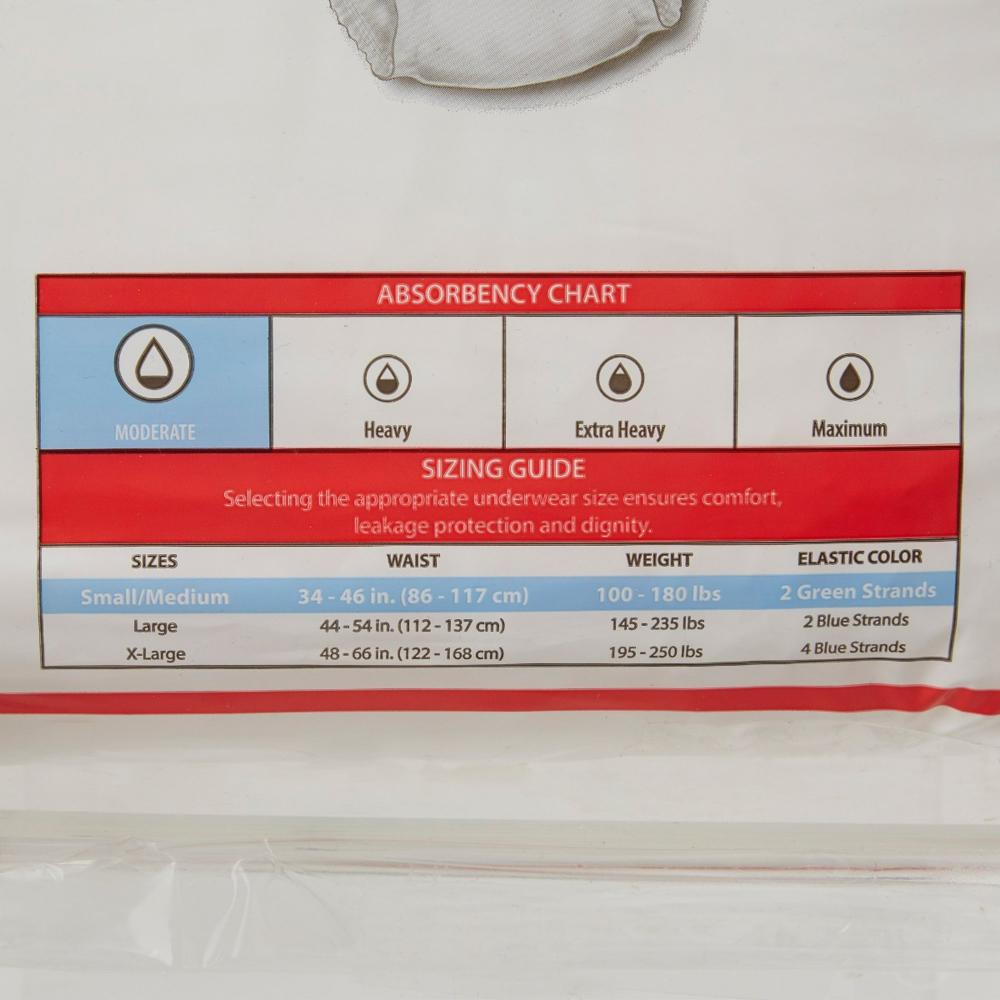 ABSORBENCY CHART
MODERATE Heavy Extra Heavy Maximum
SIZING GUIDE
Selecting the appropriate underwear size ensures comfort,
leakage protection and dignity.
SIZES WAIST WEIGHT ELASTIC COLOR
Small/Medium 34 - 46 in. (86 - 117 cm) 100 - 180 lbs 2 Green Strands
Large 44 - 54 in. (112 - 137 cm) 145 - 235 lbs 2 Blue Strands
X-Large 48 - 66 in. (122 - 168 cm) 195 - 250 lbs 4 Blue Strands